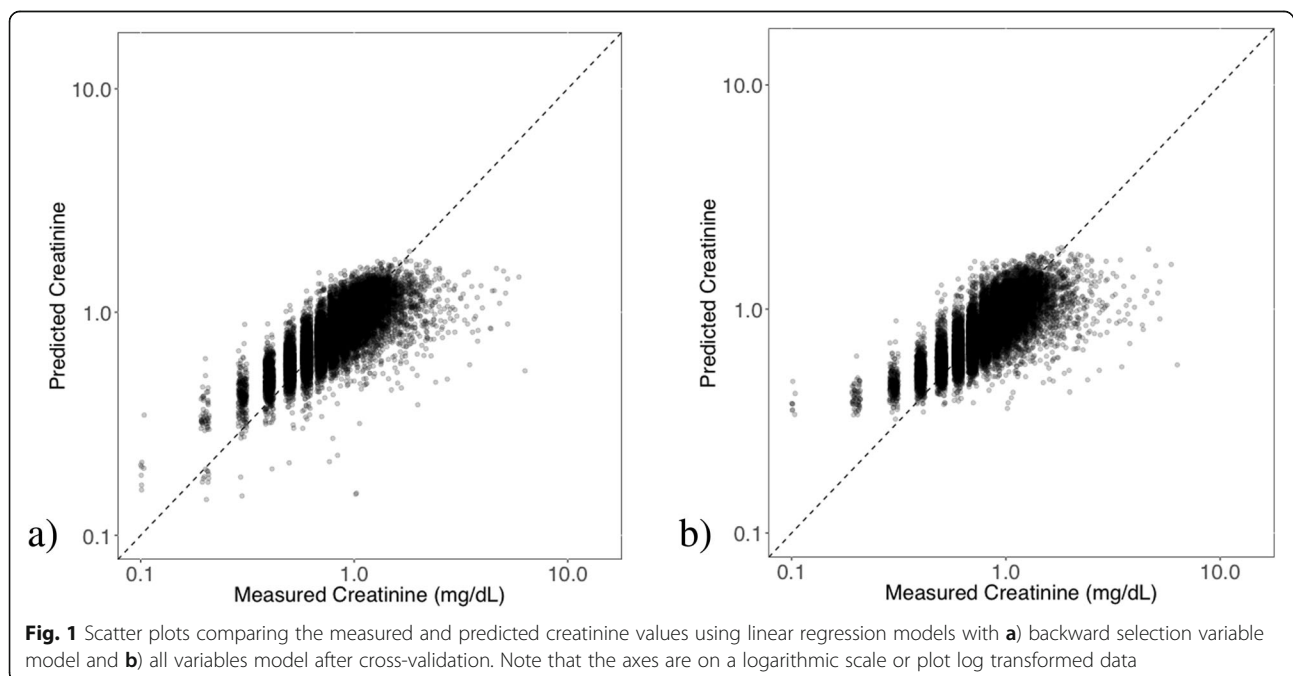 10.0
1.0
0.1
Predicted Creatinine
a)
0.1 1.0 10.0
Measured Creatinine (mg/dL)
10.0
1.0
0.1
Predicted Creatinine
b)
0.1 1.0 10.0
Measured Creatinine (mg/dL)
Fig. 1 Scatter plots comparing the measured and predicted creatinine values using linear regression models with a) backward selection variable
model and b) all variables model after cross-validation. Note that the axes are on a logarithmic scale or plot log transformed data